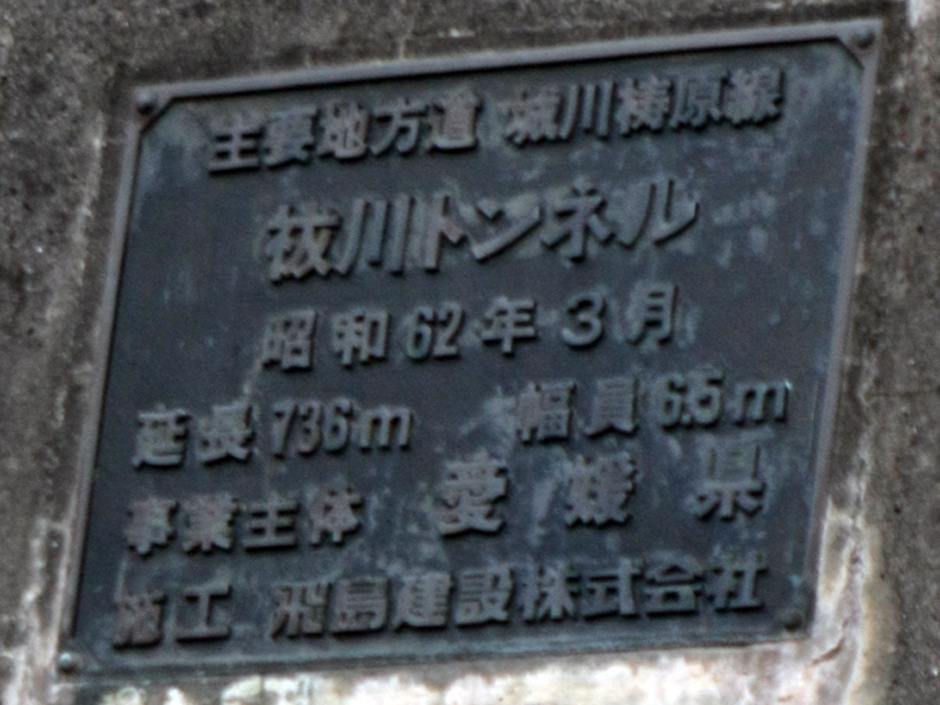 主要地方道 城川梼原線
祓川トンネル
昭和62年3月
延長736m 幅員6.5m
事業主体 愛媛県
施工 飛島建設株式会社